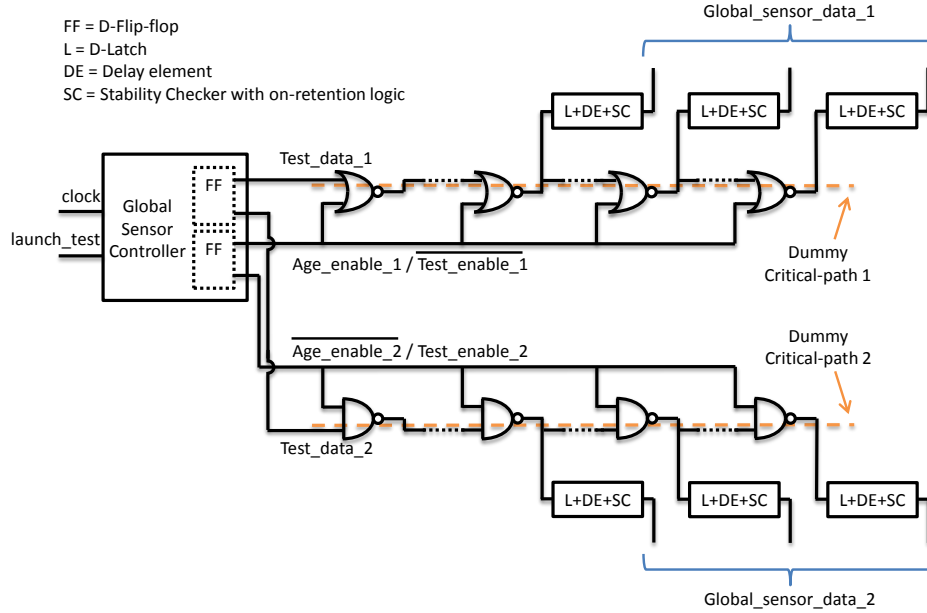 Global_sensor_data_1
FF = D-Flip-flop
L = D-Latch
DE = Delay element
SC = Stability Checker with on-retention logic
L+DE+SC
L+DE+SC
L+DE+SC
Test_data_1
FF
clock
Global
Sensor
Controller
launch_test
FF
Age_enable_1 / Test_enable_1
Dummy
Critical-path 1
Dummy
Critical-path 2
Age_enable_2 / Test_enable_2
Test_data_2
L+DE+SC
L+DE+SC
L+DE+SC
Global_sensor_data_2